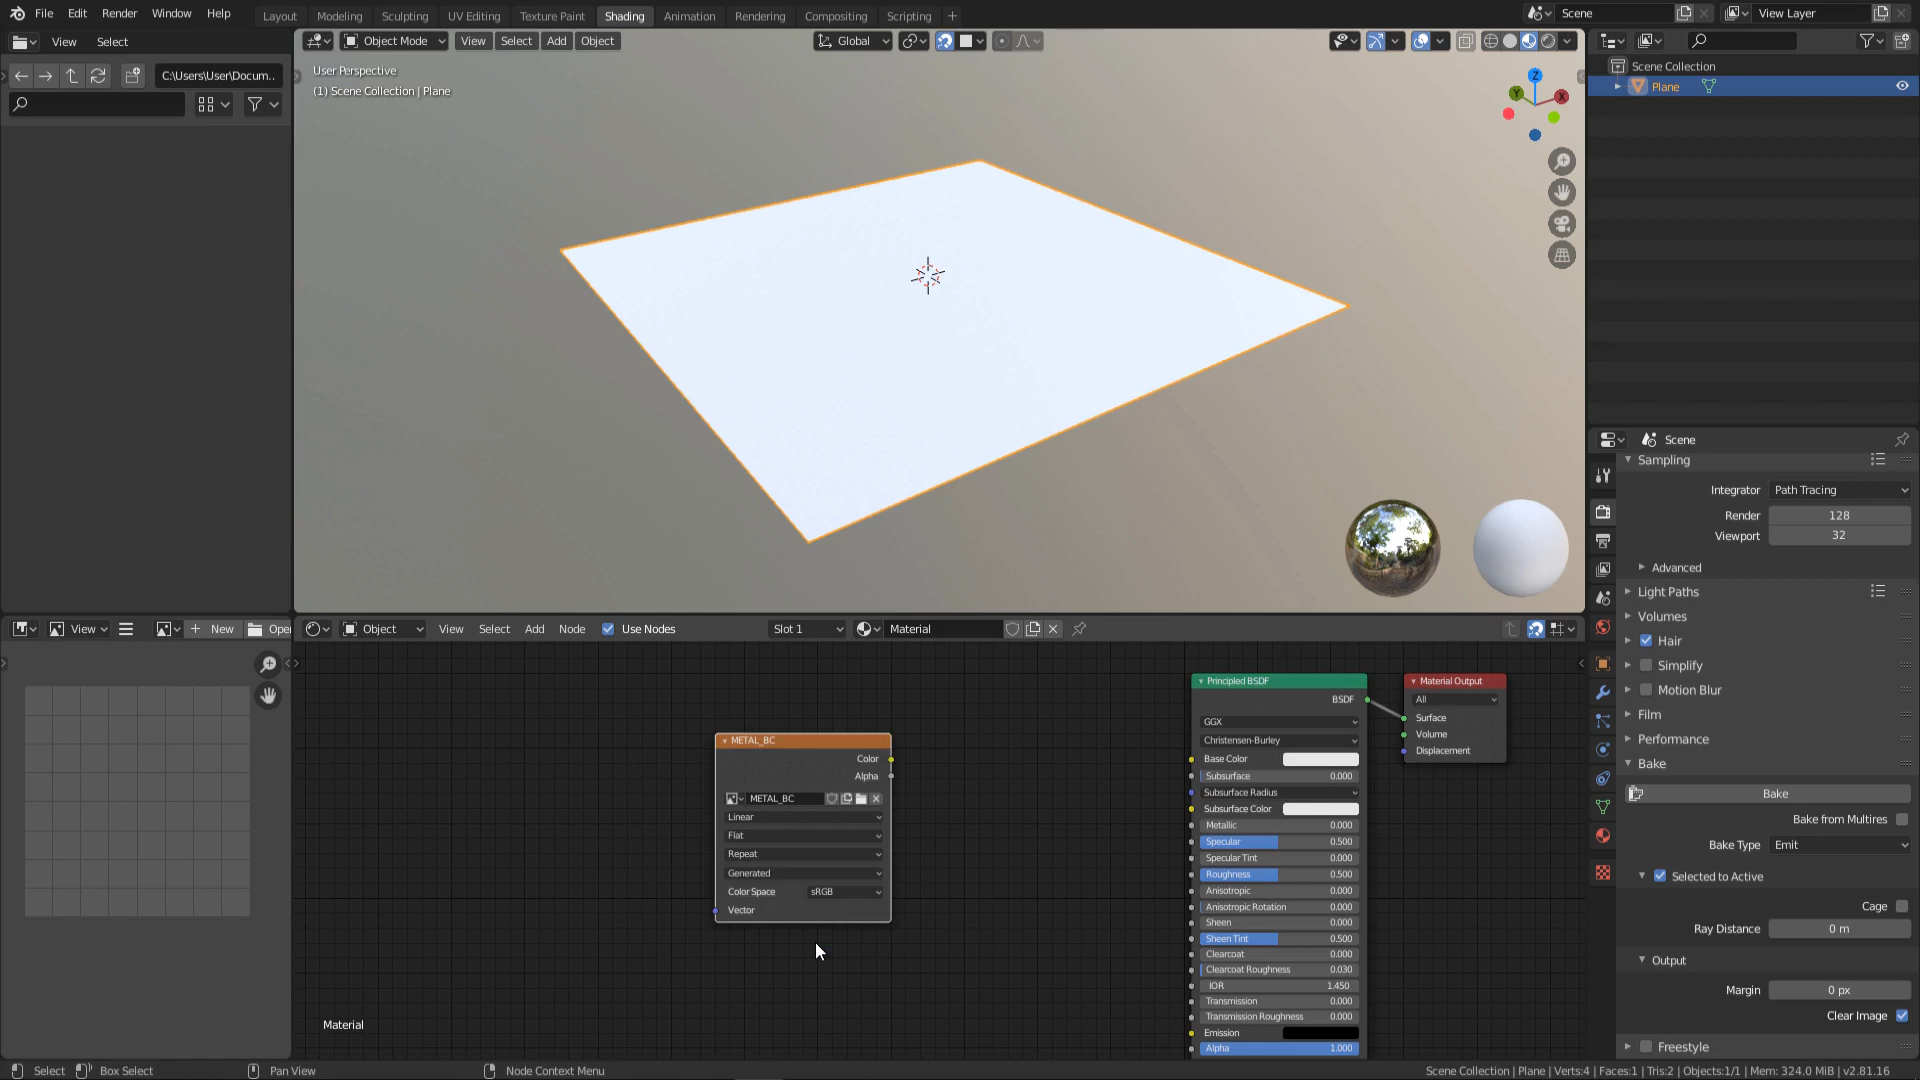 File Edit Render Window Help
Layout Modeling Sculpting UV Editing Texture Paint Shading Animation Rendering Compositing Scripting +
Scene
View Layer
View Select
Object Mode View Select Add Object
Global
C:\Users\User\Docum..
User Perspective
(1) Scene Collection | Plane
Z
Y
X
Scene Collection
Plane
Scene
Sampling
Integrator Path Tracing
Render 128
Viewport 32
Advanced
Light Paths
Volumes
Hair
Simplify
Motion Blur
Film
Performance
Bake
Bake
Bake from Multires
Bake Type Emit
Selected to Active
Cage
Ray Distance 0 m
Output
Margin 0 px
Clear Image
Freestyle
View + New Open
Object View Select Add Node Use Nodes Slot 1 Material
METAL_BC
Color
Alpha
METAL_BC
Linear
Flat
Repeat
Generated
Color Space sRGB
Vector
Principled BSDF
BSDF
GGX
Christensen-Burley
Base Color
Subsurface 0.000
Subsurface Radius
Subsurface Color
Metallic 0.000
Specular 0.500
Specular Tint 0.000
Roughness 0.500
Anisotropic 0.000
Anisotropic Rotation 0.000
Sheen 0.000
Sheen Tint 0.500
Clearcoat 0.000
Clearcoat Roughness 0.030
IOR 1.450
Transmission 0.000
Transmission Roughness 0.000
Emission
Alpha 1.000
Material Output
All
Surface
Volume
Displacement
Material
Select Box Select Pan View Node Context Menu
Scene Collection | Plane | Verts:4 | Faces:1 | Tris:2 | Objects:1/1 | Mem: 324.0 MiB | v2.81.16